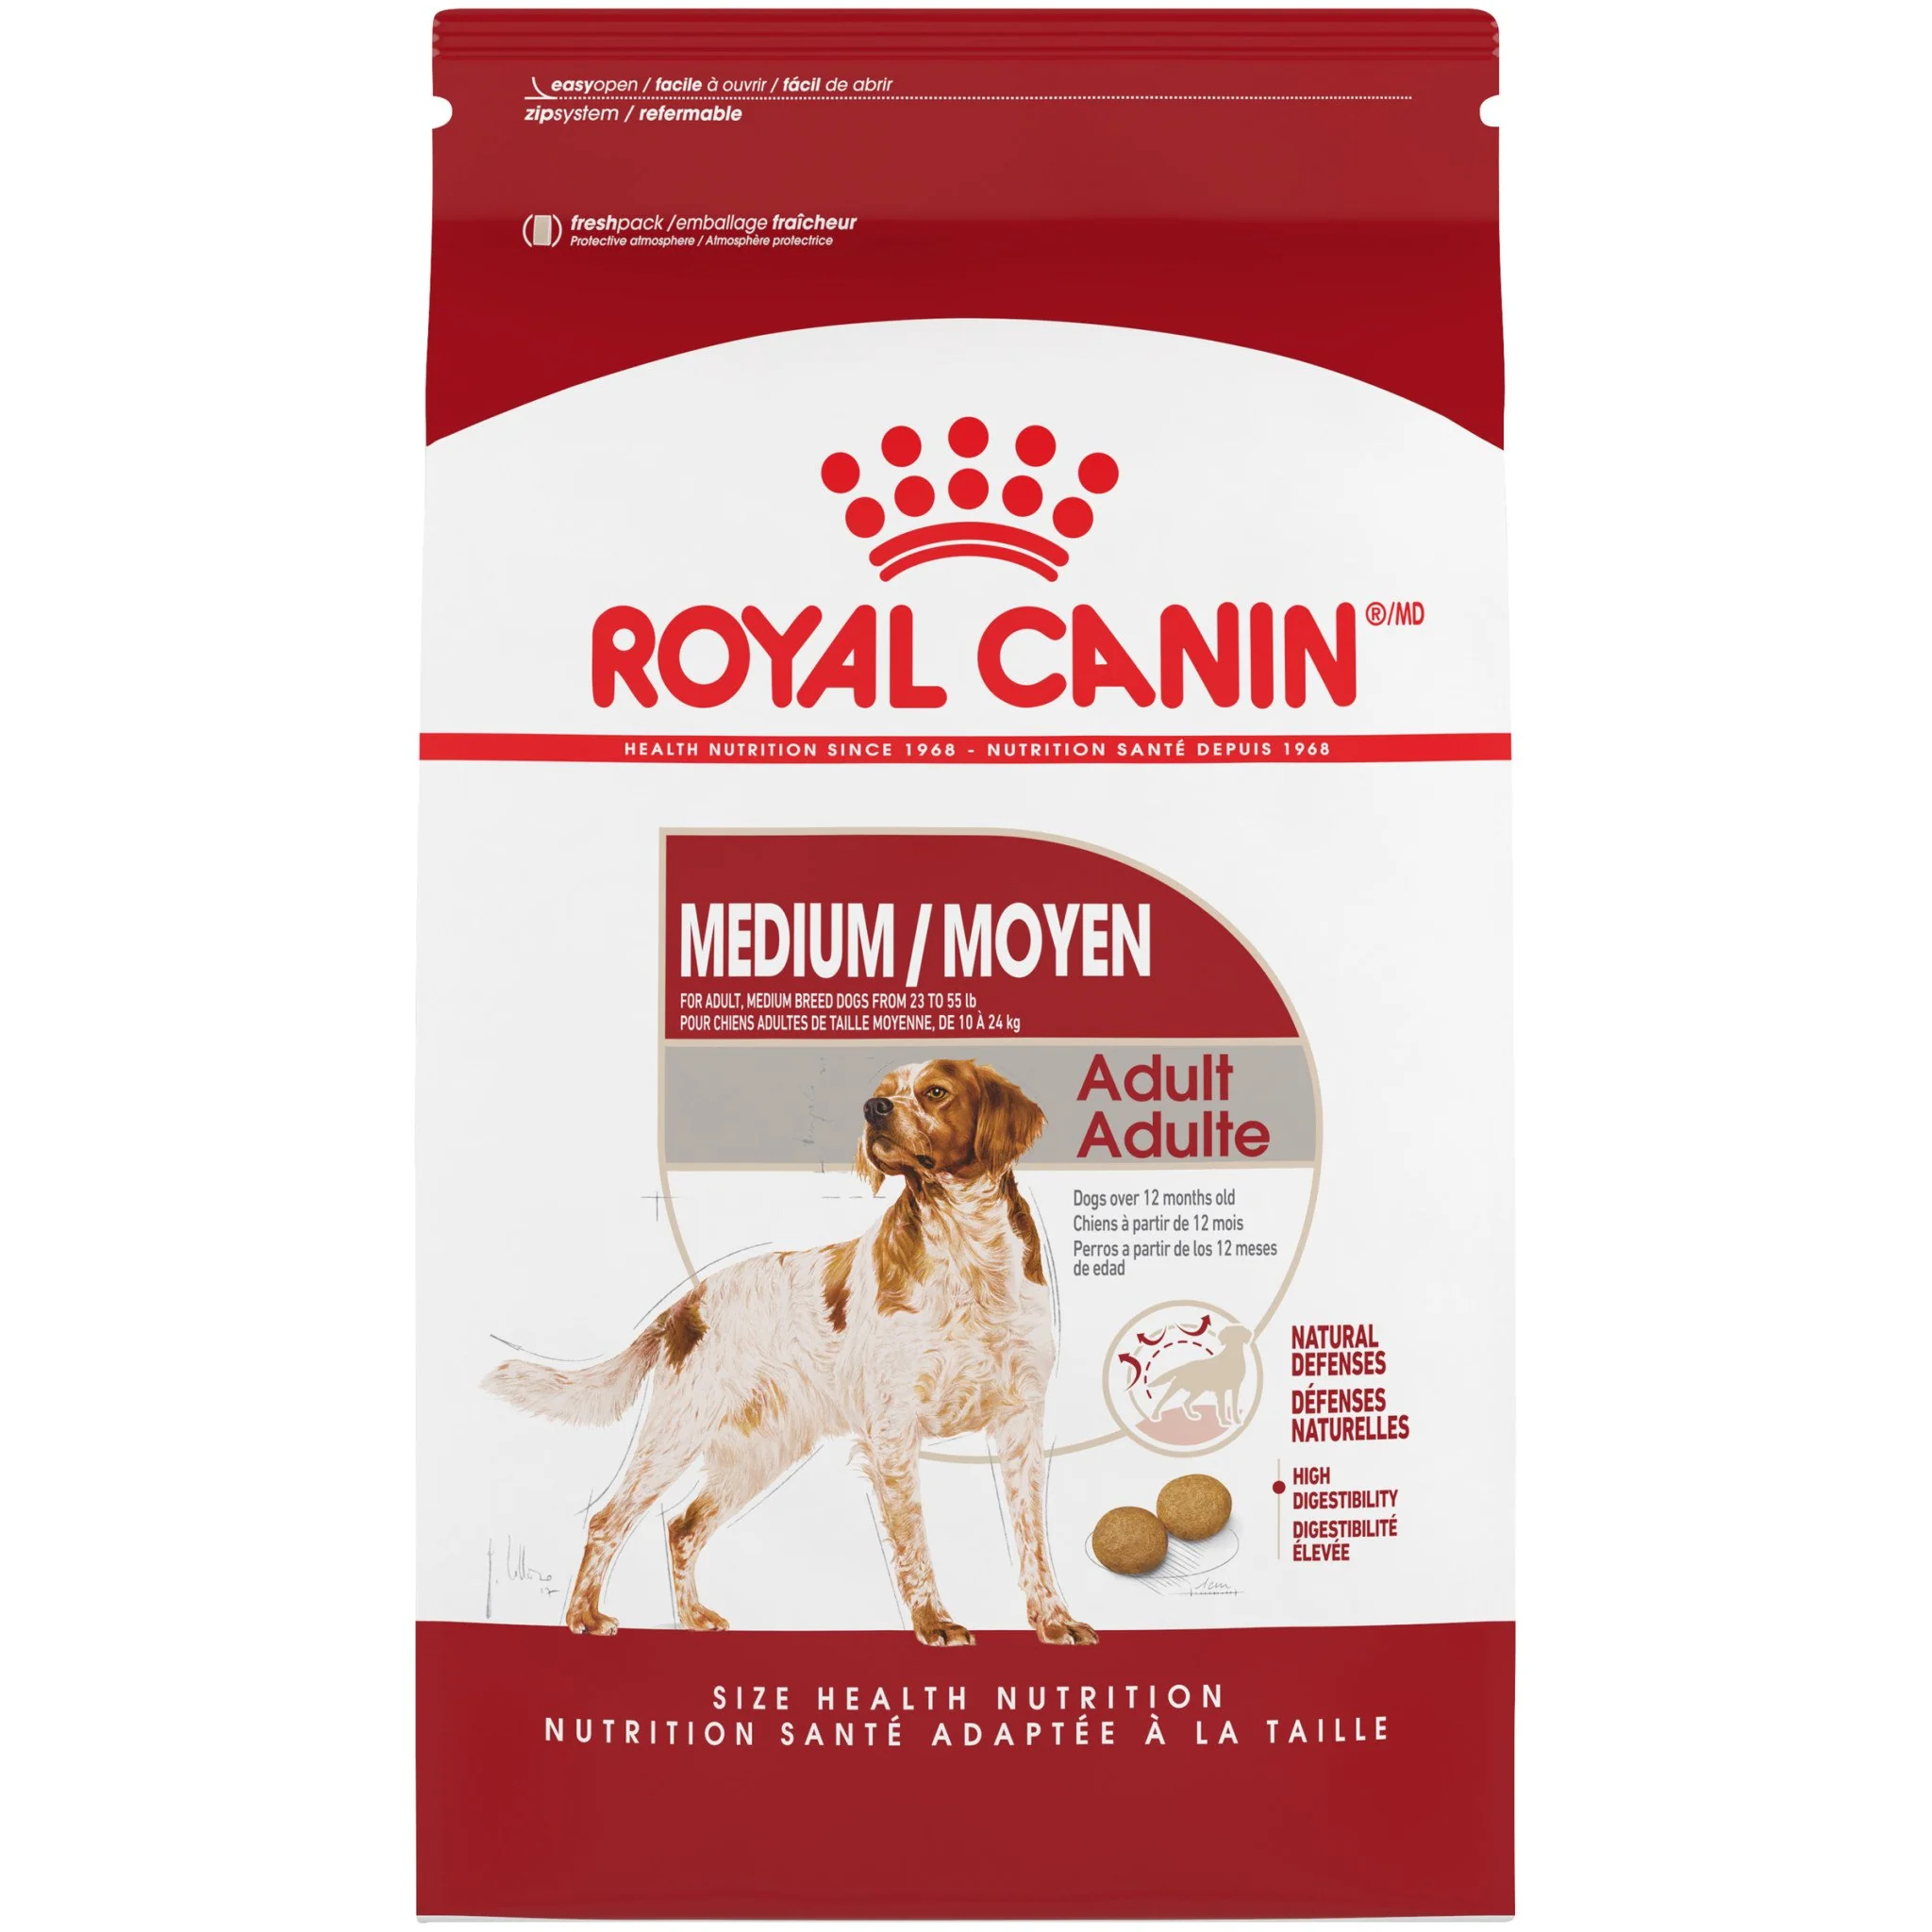 easyopen / facile à ouvrir / fácil de abrir
zipsystem / refermable
freshpack / emballage fraîcheur
Protective atmosphere / Atmosphère protectrice
ROYAL CANIN ®/MD
HEALTH NUTRITION SINCE 1968 - NUTRITION SANTÉ DEPUIS 1968
MEDIUM / MOYEN
FOR ADULT, MEDIUM BREED DOGS FROM 23 TO 55 lb
POUR CHIENS ADULTES DE TAILLE MOYENNE, DE 10 À 24 kg
Adult
Adulte
Dogs over 12 months old
Chiens à partir de 12 mois
Perros a partir de los 12 meses
de edad
NATURAL
DEFENSES
DÉFENSES
NATURELLES
HIGH
DIGESTIBILITY
DIGESTIBILITÉ
ÉLEVÉE
1cm
SIZE HEALTH NUTRITION
NUTRITION SANTÉ ADAPTÉE À LA TAILLE